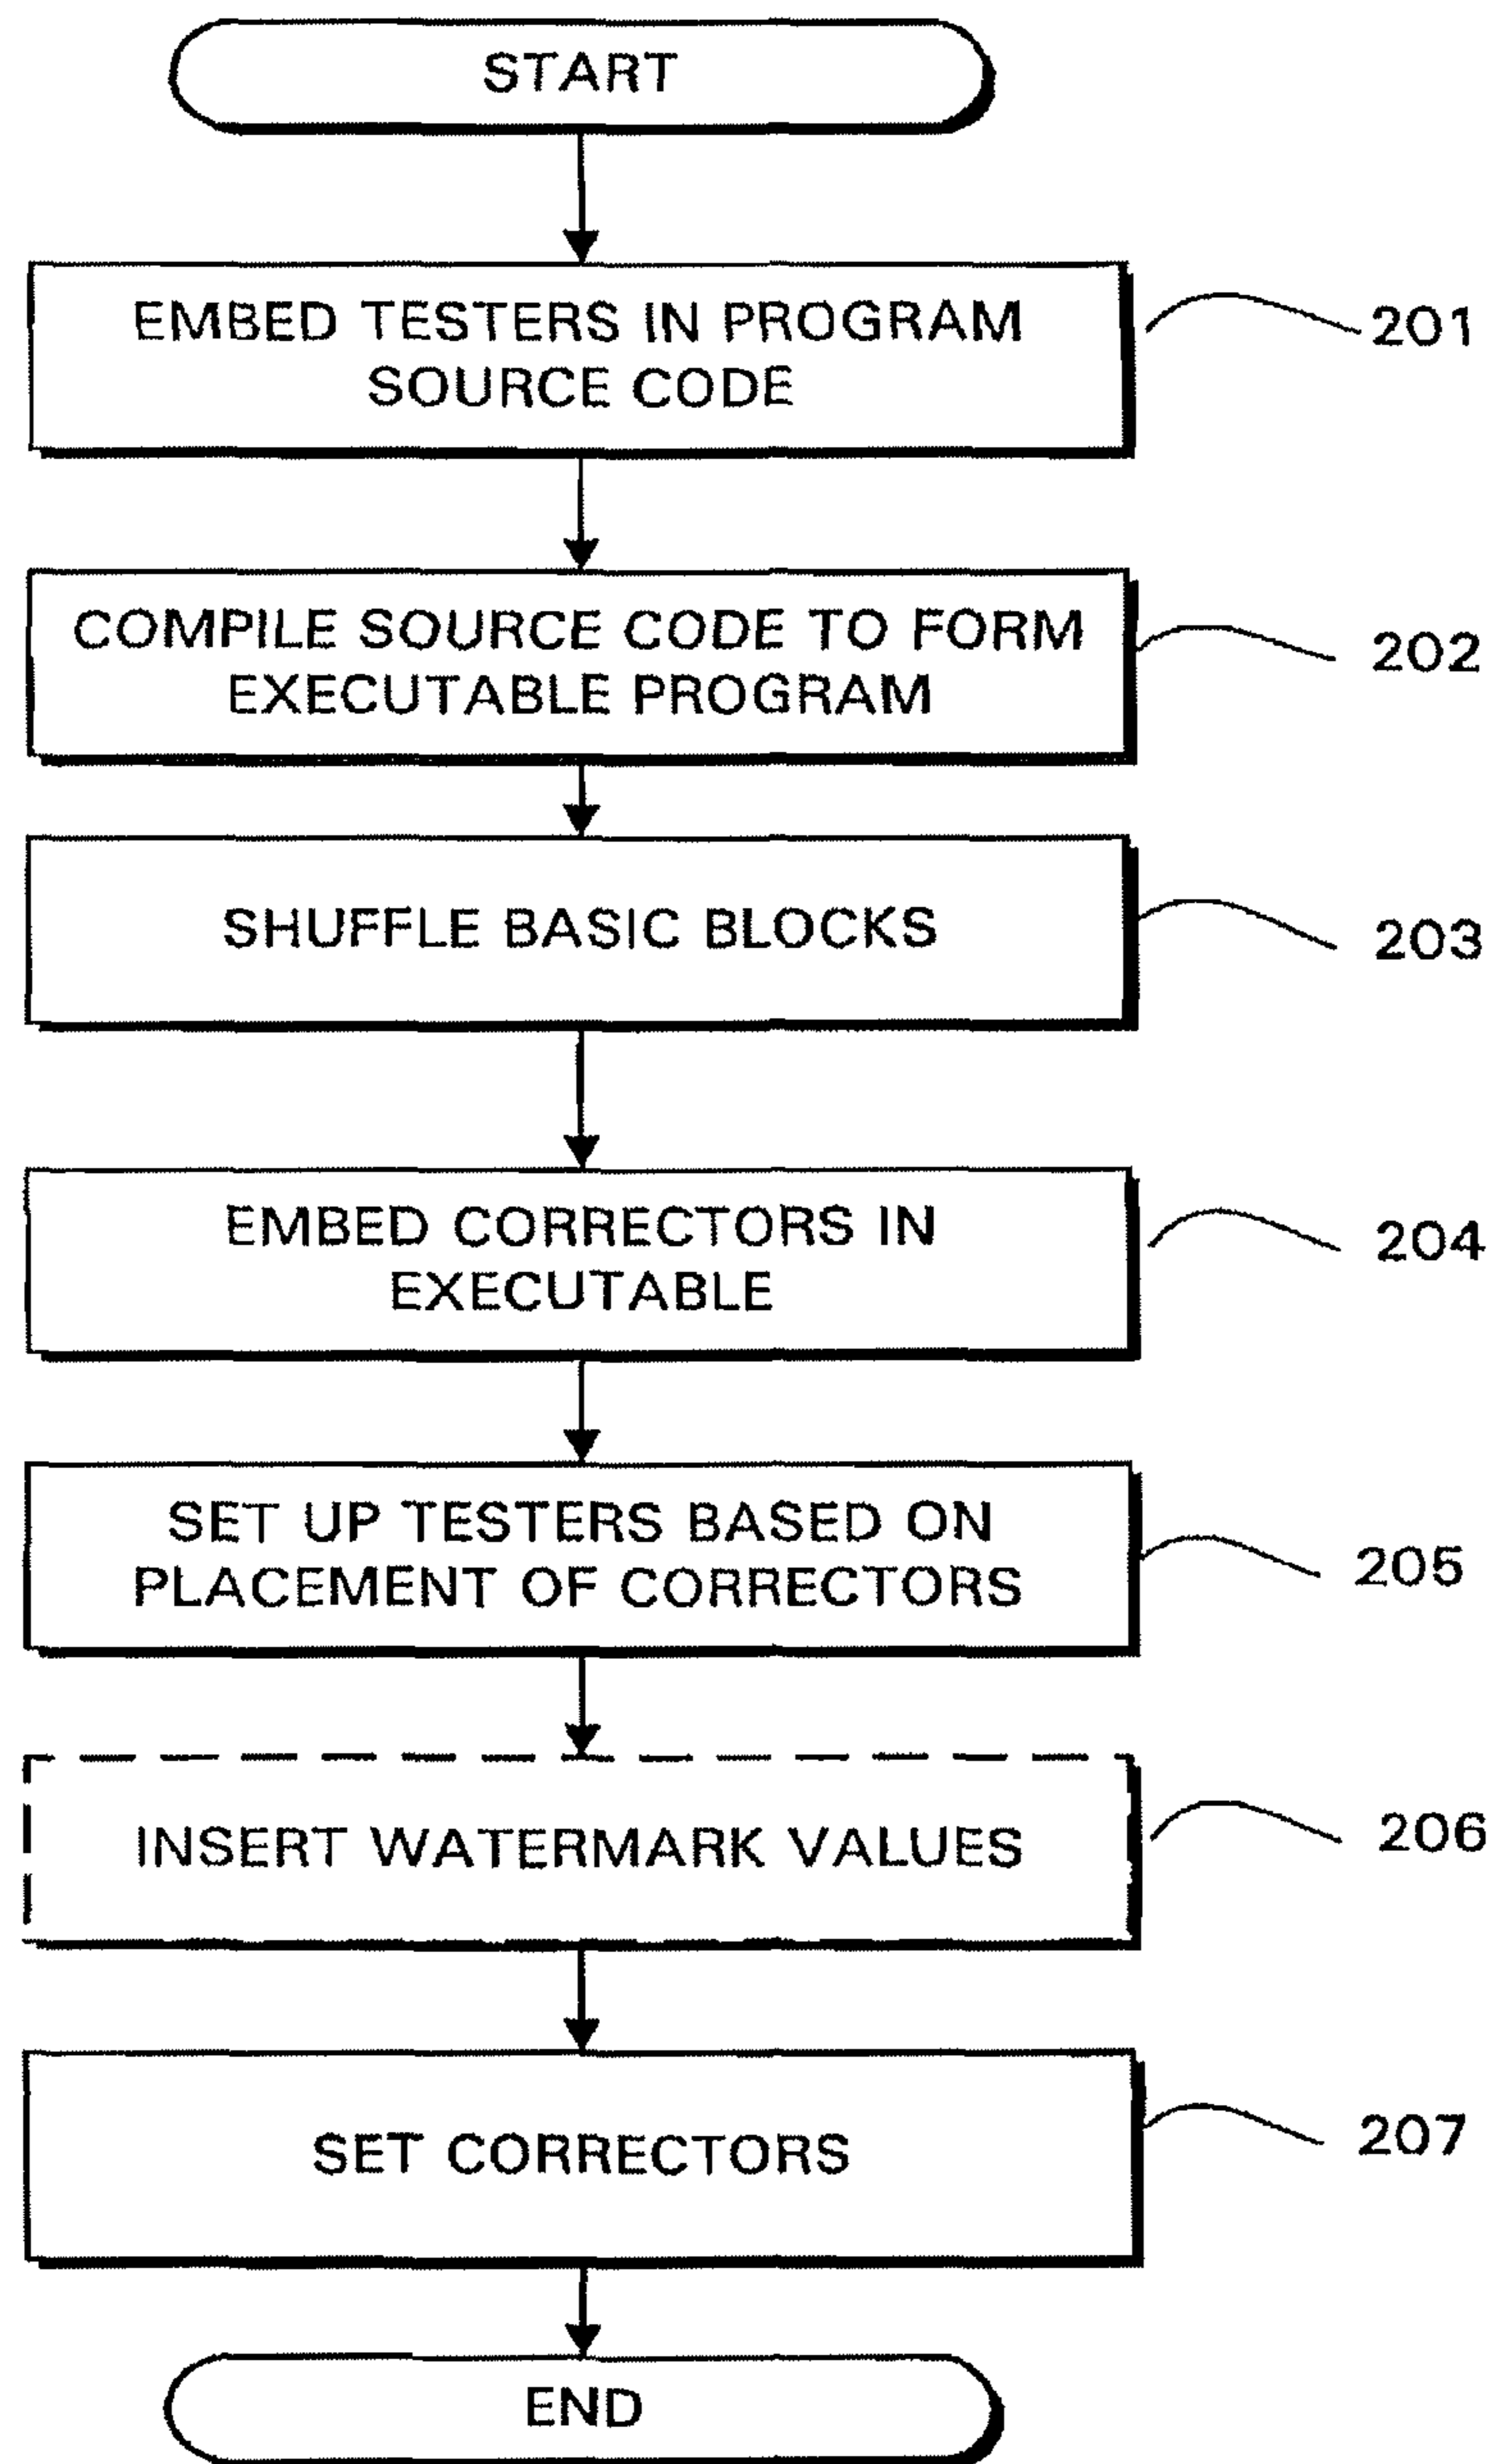 START
EMBED TESTERS IN PROGRAM
SOURCE CODE
201
COMPILE SOURCE CODE TO FORM
EXECUTABLE PROGRAM
202
SHUFFLE BASIC BLOCKS
203
EMBED CORRECTORS IN
EXECUTABLE
204
SET UP TESTERS BASED ON
PLACEMENT OF CORRECTORS
205
INSERT WATERMARK VALUES
206
SET CORRECTORS
207
END